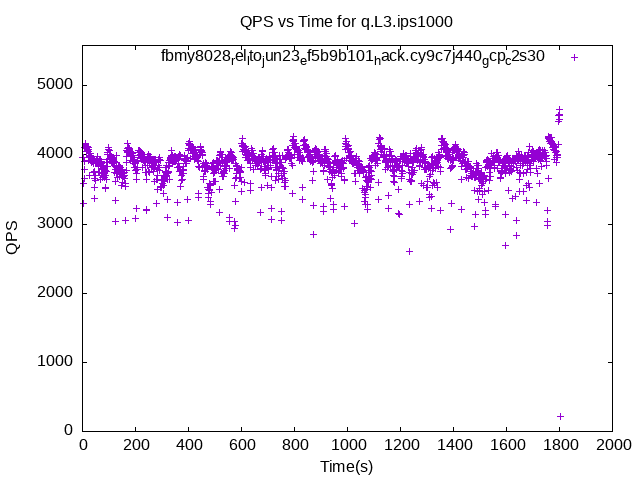 QPS vs Time for q.L3.ips1000
fbmy8028relltojun23ef5b9b101hack.cy9c7j440gcpc2s30
5000
4000
3000
2000
1000
0
QPS
0 200 400 600 800 1000 1200 1400 1600 1800 2000
Time(s)